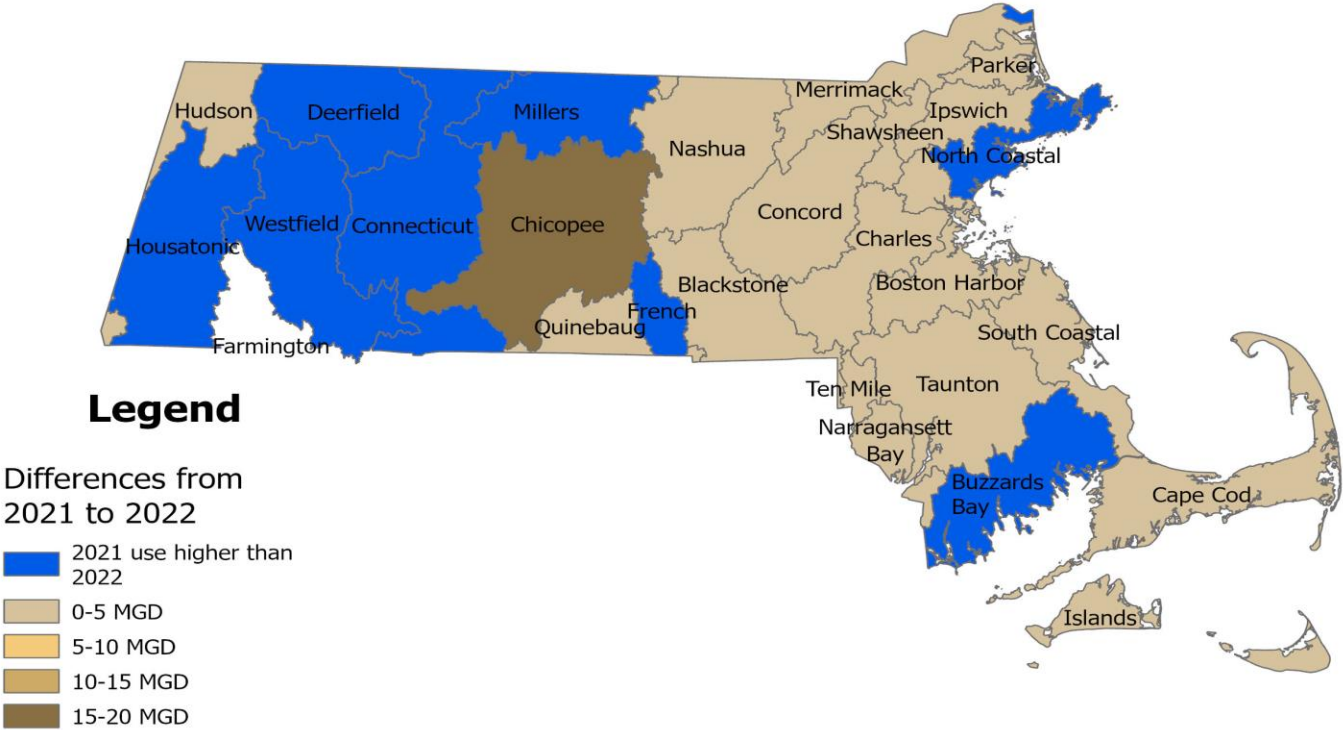 Parker
Merrimack
Hudson
Deerfield
Millers
Ipswich
Shawsheen
Nashua
North Coastal
Concord
Westfield
Connecticut
Chicopee
Charles
Housatonic
Blackstone
Boston Harbor
French
Quinebaug
South Coastal
Farmington
Ten Mile
Taunton
Narragansett
Bay
Buzzards
Bay
Cape Cod
Islands
Legend
Differences from
2021 to 2022
2021 use higher than
2022
0-5 MGD
5-10 MGD
10-15 MGD
15-20 MGD